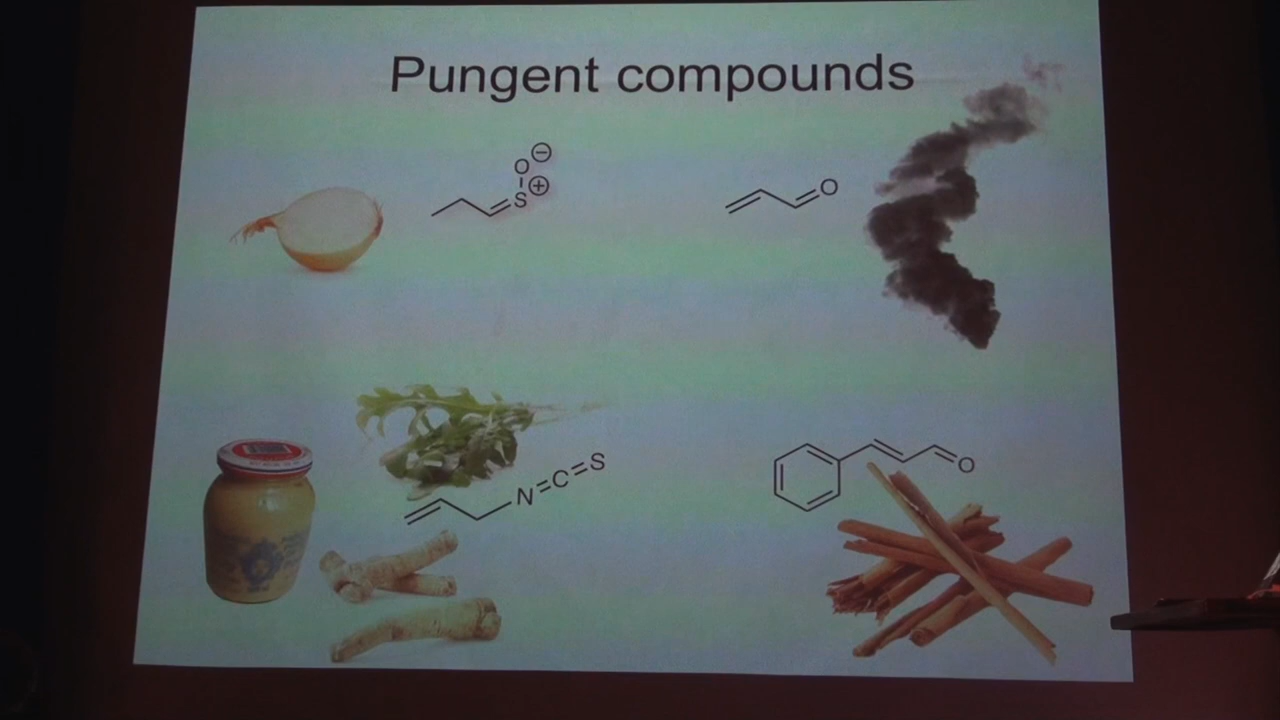 Pungent compounds
O⊖
S⊕
O
N=C=S
O